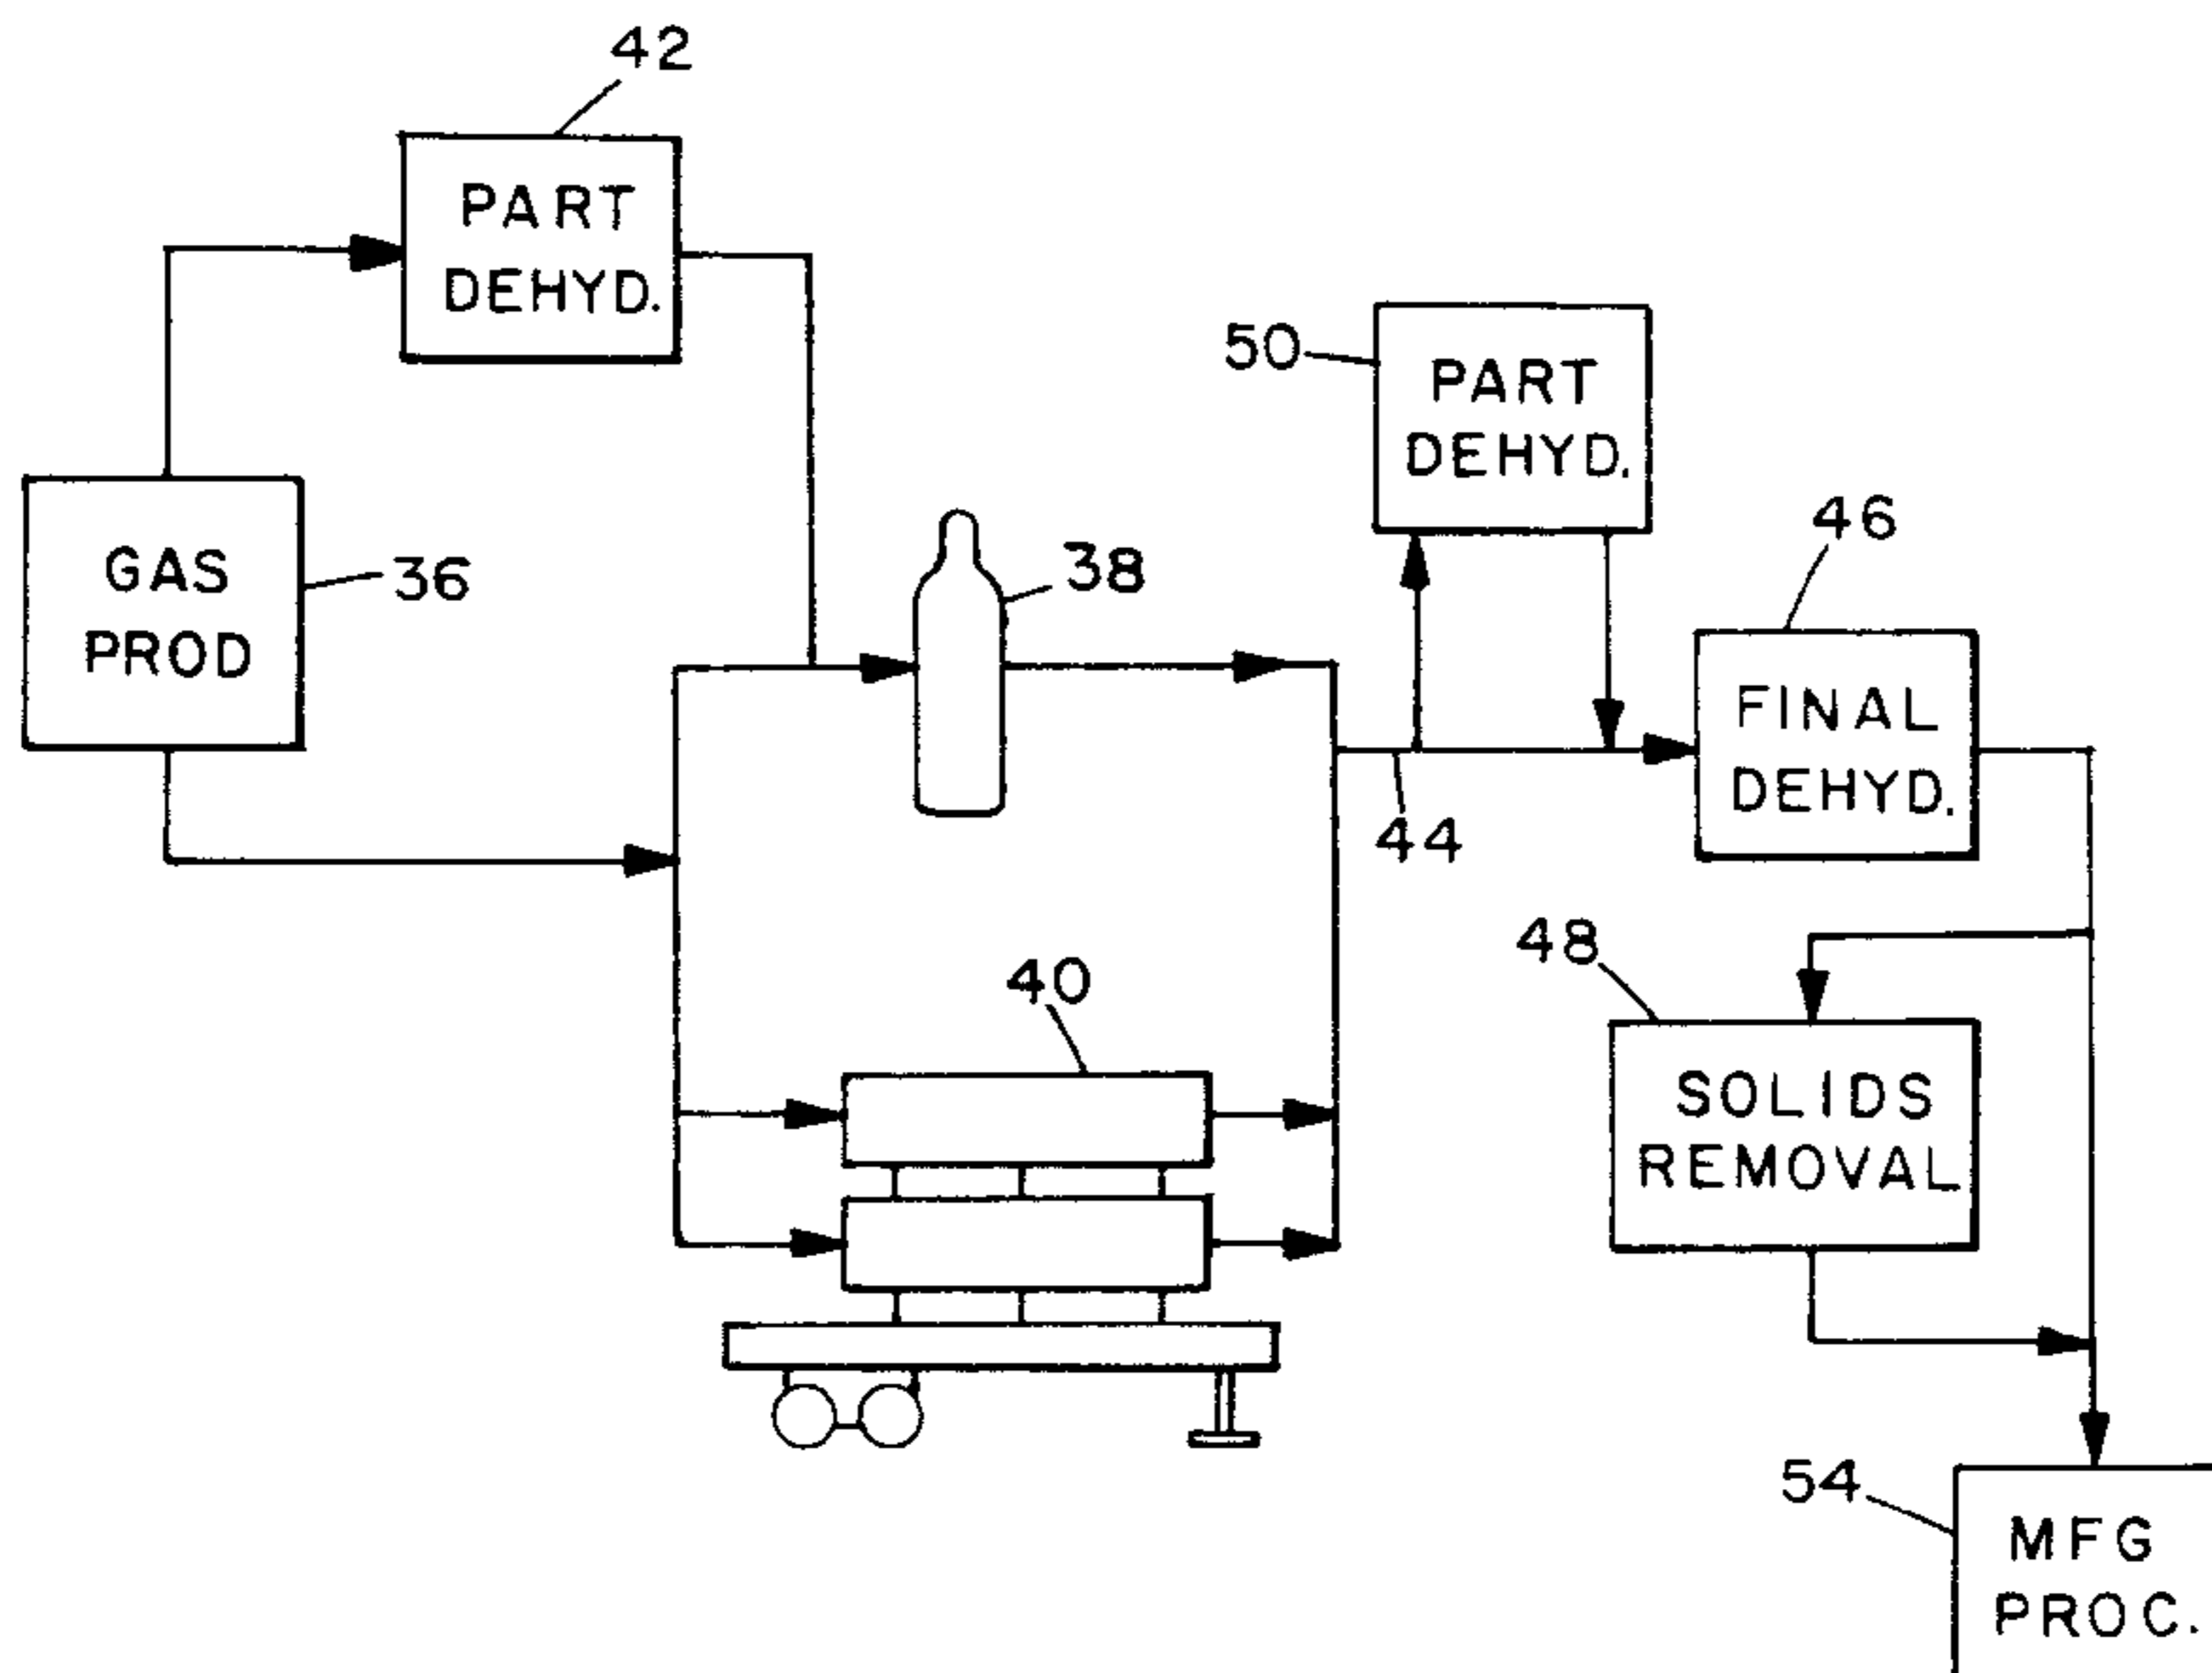 42
PART
DEHYD.
50
PART
DEHYD.
46
GAS
PROD
36
38
FINAL
DEHYD.
44
48
40
SOLIDS
REMOVAL
54
MFG
PROC.